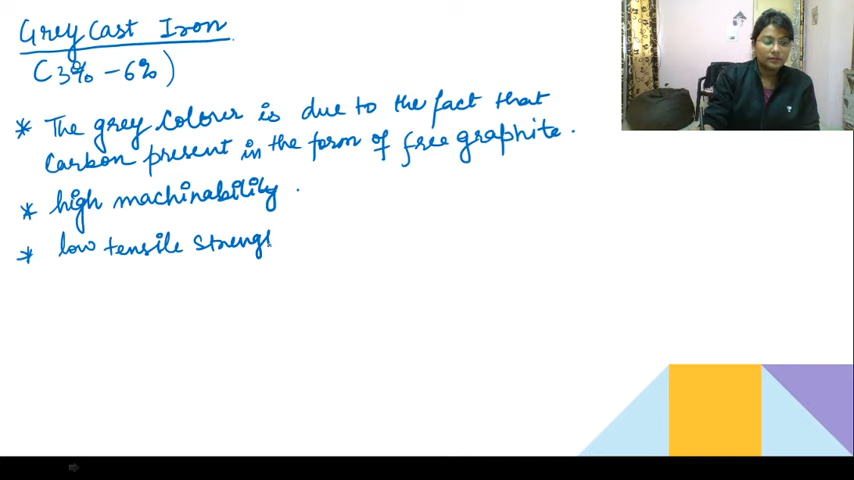 Grey Cast Iron
(3% - 6%)
* The grey colour is due to the fact that
carbon present in the form of free graphite.
* high machinability.
* low tensile strengt